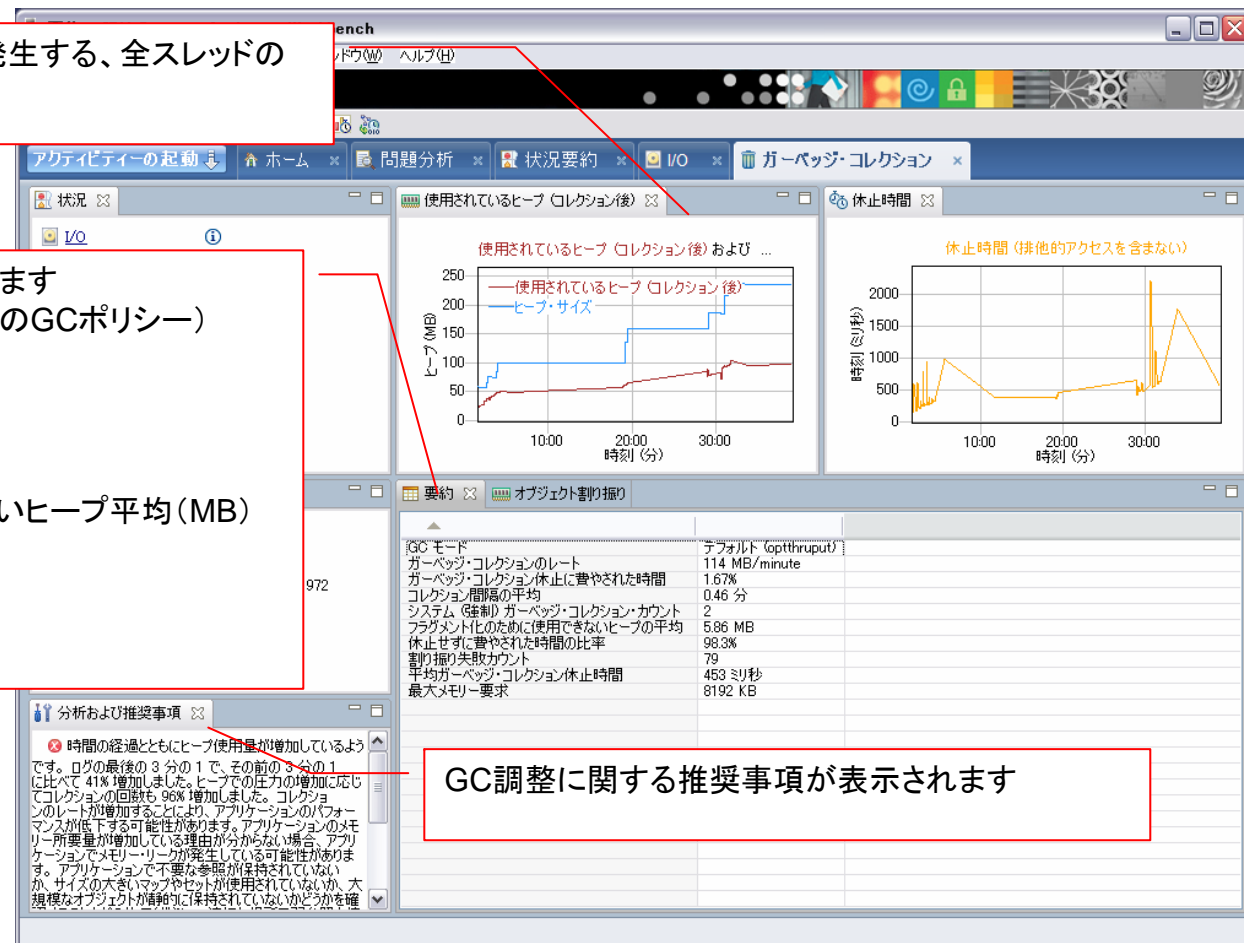 ench
発生する、全スレッドの
ドウ(W) ヘルプ(H)
アクティビティーの起動 ホーム 問題分析 状況要約 I/O ガーベッジ・コレクション
状況
I/O
ます
のGCポリシー）
いヒープ平均（MB）
972
使用されているヒープ (コレクション後)
使用されているヒープ (コレクション後) および ...
使用されているヒープ (コレクション後)
ヒープ・サイズ
ヒープ (MB)
250
200
150
100
50
0
10:00 20:00 30:00
時刻 (分)
休止時間
休止時間 (排他的アクセスを含まない)
時刻 (ミリ秒)
2000
1500
1000
500
0
10:00 20:00 30:00
時刻 (分)
要約 オブジェクト割り振り
GC モード デフォルト (optthruput)
ガーベッジ・コレクションのレート 114 MB/minute
ガーベッジ・コレクション休止に費やされた時間 1.67%
コレクション間隔の平均 0.46 分
システム (強制) ガーベッジ・コレクション・カウント 2
フラグメント化のために使用できないヒープの平均 5.86 MB
休止せずに費やされた時間の比率 98.3%
割り振り失敗カウント 79
平均ガーベッジ・コレクション休止時間 453 ミリ秒
最大メモリー要求 8192 KB
分析および推奨事項
時間の経過とともにヒープ使用量が増加しているよう
です。ログの最後の 3 分の 1 で、その前の 3 分の 1
に比べて 41% 増加しました。ヒープでの圧力の増加に応じ
てコレクションの回数も 96% 増加しました。コレクショ
ンのレートが増加することにより、アプリケーションのパフォー
マンスが低下する可能性があります。アプリケーションのメモ
リー所要量が増加している理由が分からない場合、アプリ
ケーションでメモリー・リークが発生している可能性がありま
す。アプリケーションで不要な参照が保持されていない
か、サイズの大きいマップやセットが使用されていないか、大
規模なオブジェクトが静的に保持されていないかどうかを確
GC調整に関する推奨事項が表示されます